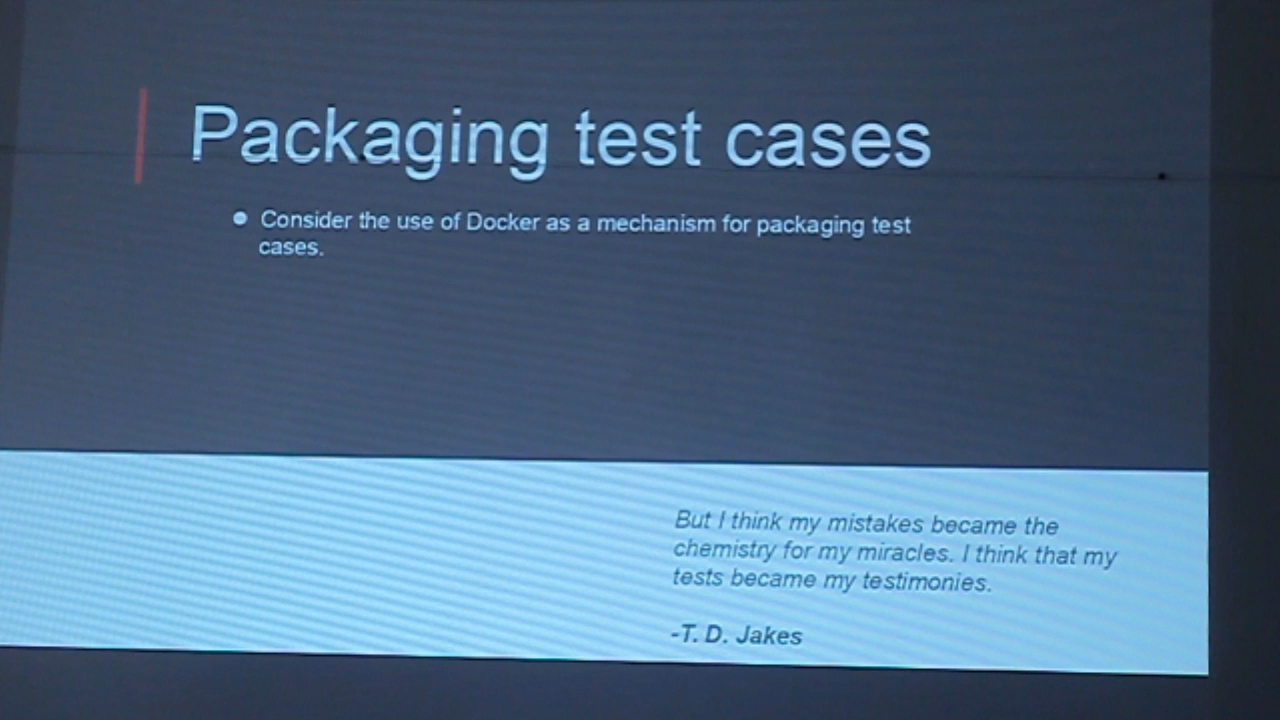 Packaging test cases
Consider the use of Docker as a mechanism for packaging test
cases.
But I think my mistakes became the
chemistry for my miracles. I think that my
tests became my testimonies.
-T. D. Jakes